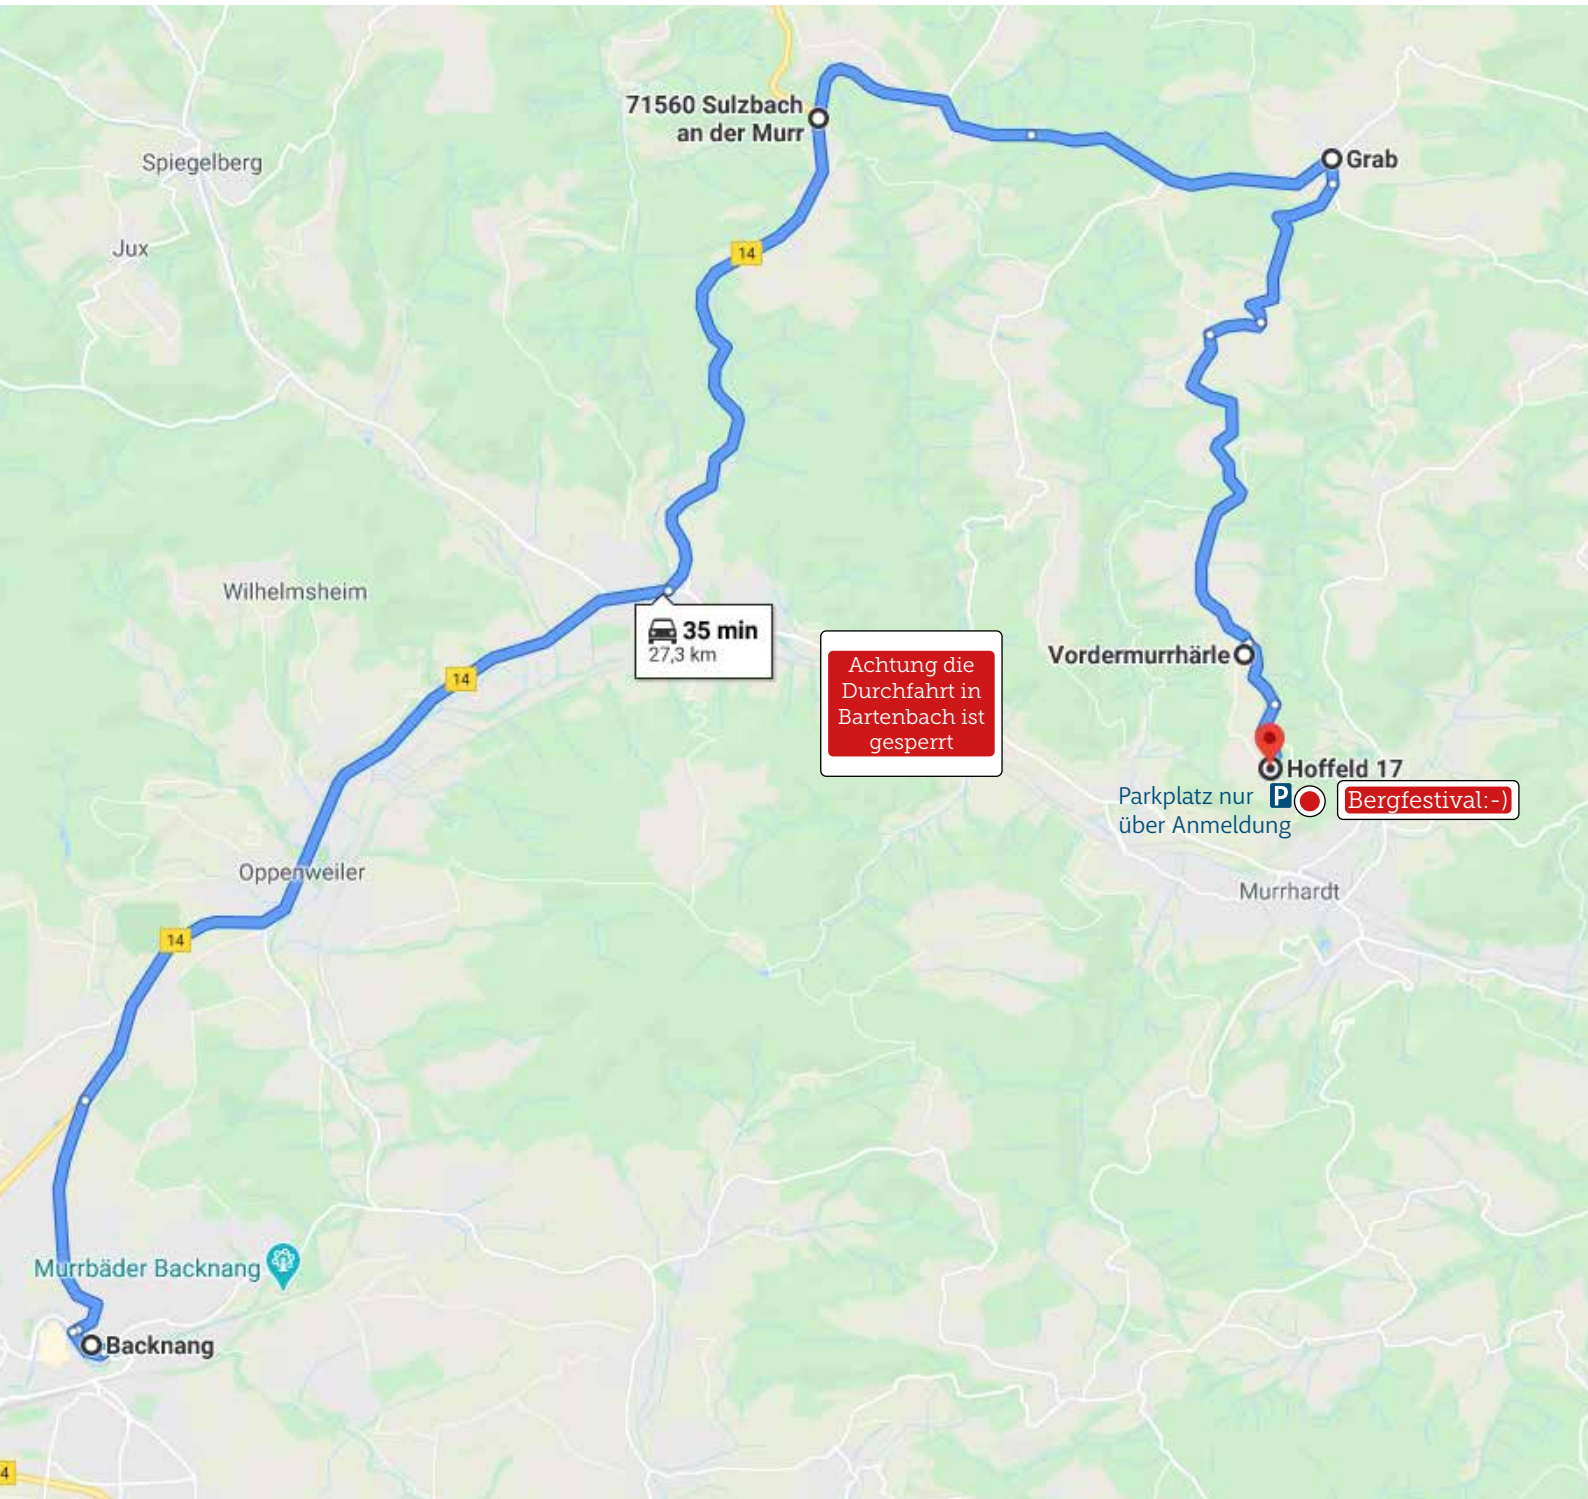 71560 Sulzbach
an der Murr
Grab
Spiegelberg
Jux
14
Wilhelmsheim
35 min
27,3 km
14
Achtung die
Durchfahrt in
Bartenbach ist
gesperrt
Vordermurrhärle
Hoffeld 17
Parkplatz nur
über Anmeldung
P
Bergfestival:-)
Oppenweiler
Murrhardt
14
Murrbäder Backnang
Backnang
4